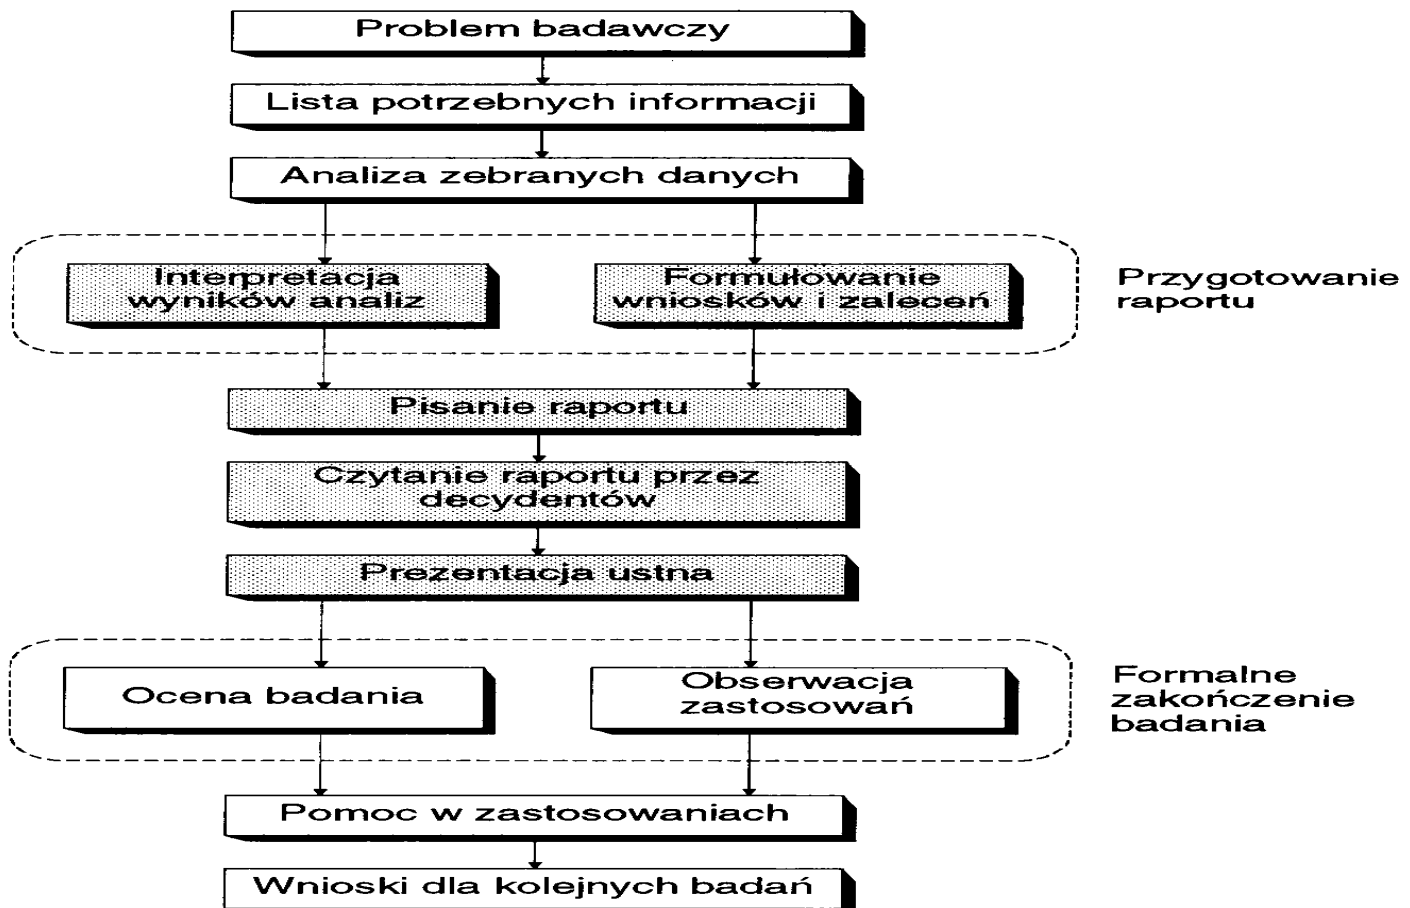 Problem badawczy
Lista potrzebnych informacji
Analiza zebranych danych
Interpretacja
wyników analiz
Formułowanie
wniosków i zaleceń
Przygotowanie
raportu
Pisanie raportu
Czytanie raportu przez
decydentów
Prezentacja ustna
Ocena badania
Obserwacja
zastosowań
Formalne
zakończenie
badania
Pomoc w zastosowaniach
Wnioski dla kolejnych badań